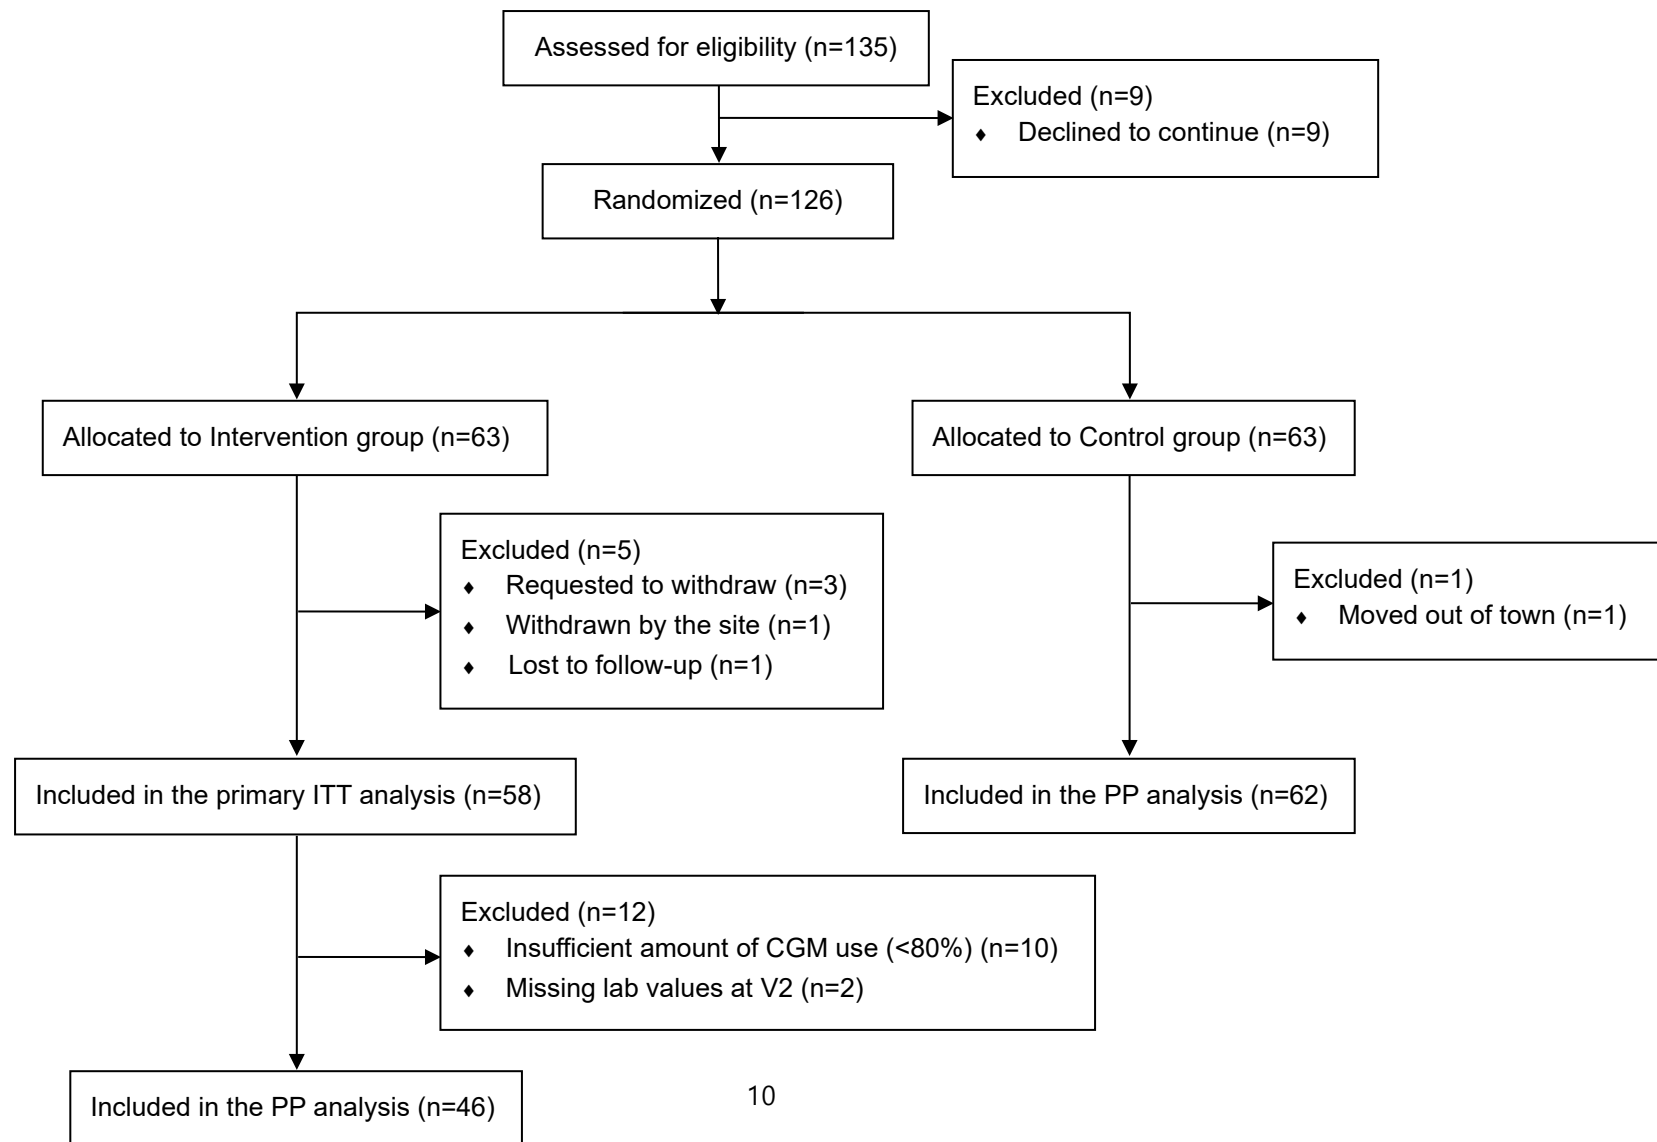 Assessed for eligibility (n=135)
Excluded (n=9)
♦ Declined to continue (n=9)
Randomized (n=126)
Allocated to Intervention group (n=63)
Allocated to Control group (n=63)
Excluded (n=5)
♦ Requested to withdraw (n=3)
♦ Withdrawn by the site (n=1)
♦ Lost to follow-up (n=1)
Excluded (n=1)
♦ Moved out of town (n=1)
Included in the primary ITT analysis (n=58)
Included in the PP analysis (n=62)
Excluded (n=12)
♦ Insufficient amount of CGM use (<80%) (n=10)
♦ Missing lab values at V2 (n=2)
Included in the PP analysis (n=46)
10